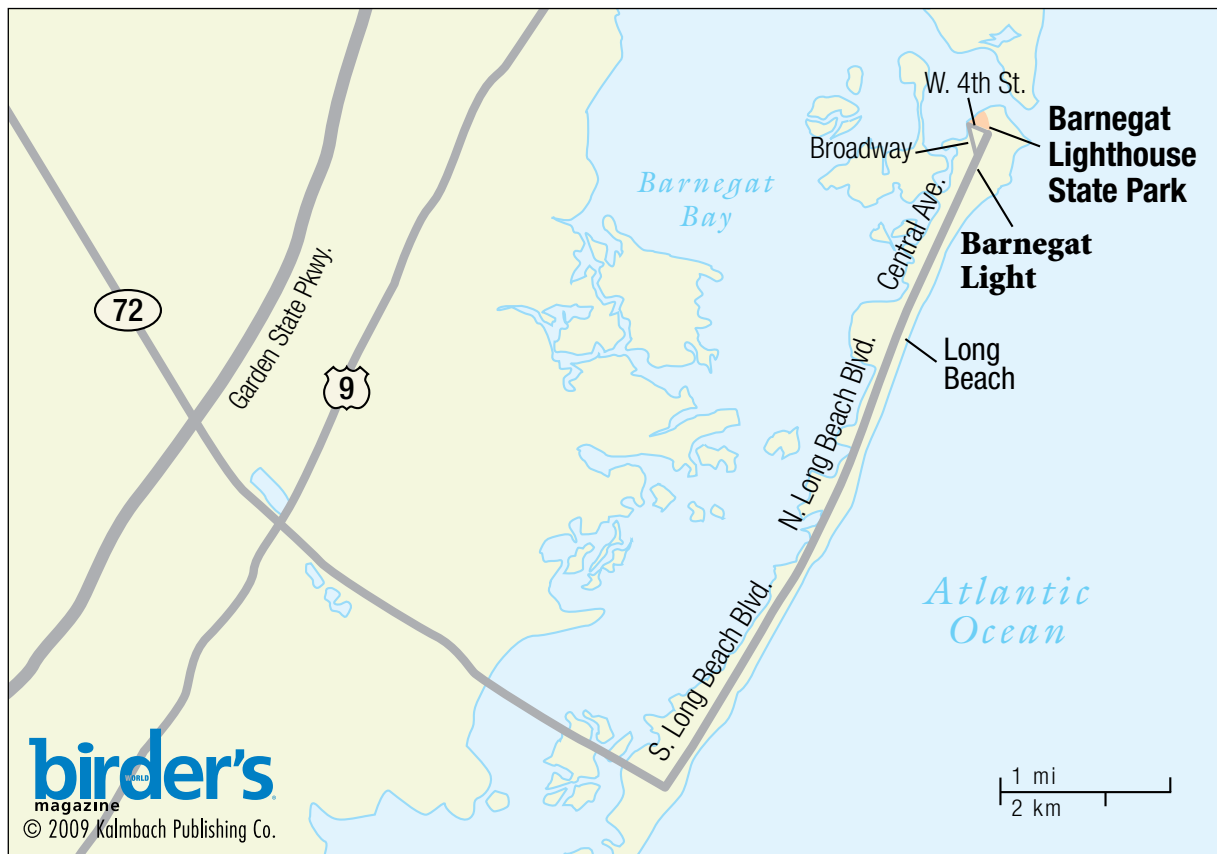 W. 4th St.
Broadway
Barnegat
Lighthouse
State Park
Barnegat
Bay
Central Ave.
Barnegat
Light
72
Garden State Pkwy.
9
Long
Beach
N. Long Beach Blvd.
S. Long Beach Blvd.
Atlantic
Ocean
birder's
WORLD
magazine
© 2009 Kalmbach Publishing Co.
1 mi
2 km